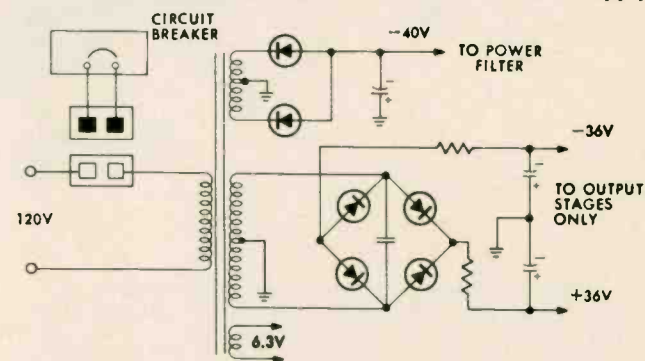 CIRCUIT
BREAKER
-40V
TO POWER
FILTER
-36V
120V
TO OUTPUT
STAGES
ONLY
+36V
6.3V